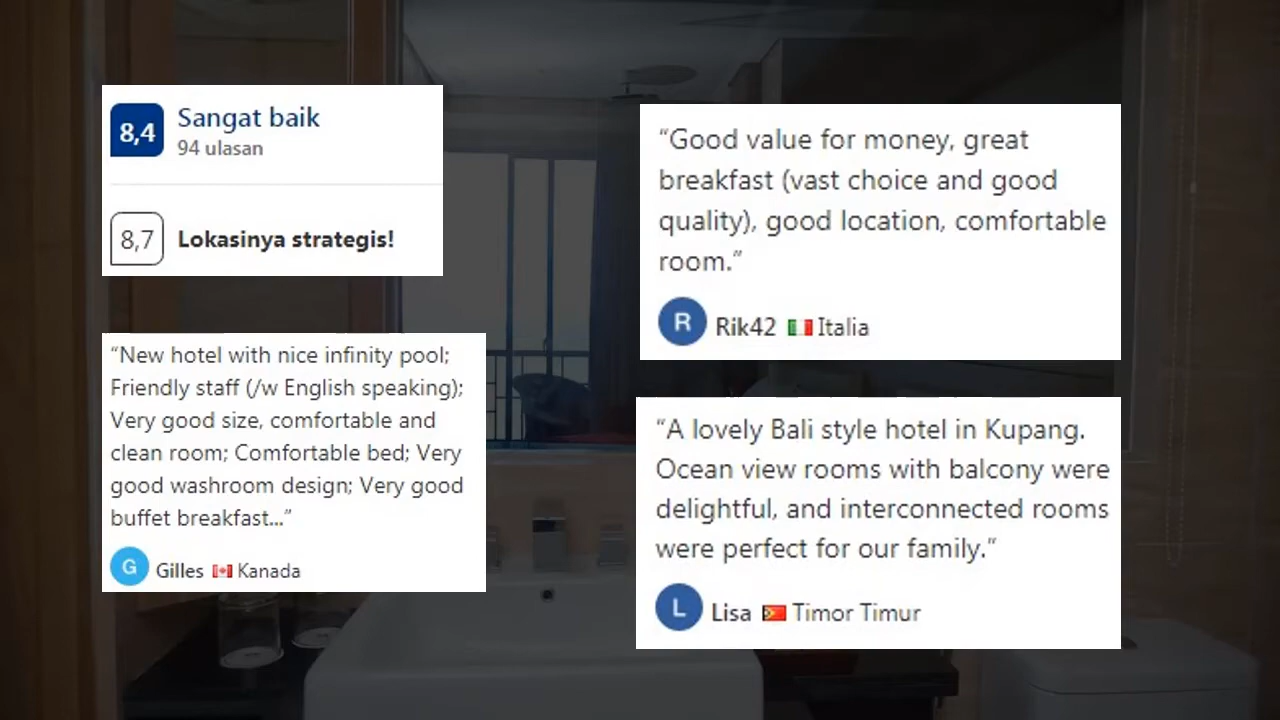 8,4
Sangat baik
94 ulasan
8,7
Lokasinya strategis!
“New hotel with nice infinity pool;
Friendly staff (/w English speaking);
Very good size, comfortable and
clean room; Comfortable bed; Very
good washroom design; Very good
buffet breakfast...”
G
Gilles Kanada
“Good value for money, great
breakfast (vast choice and good
quality), good location, comfortable
room.”
R
Rik42 Italia
“A lovely Bali style hotel in Kupang.
Ocean view rooms with balcony were
delightful, and interconnected rooms
were perfect for our family.”
L
Lisa Timor Timur